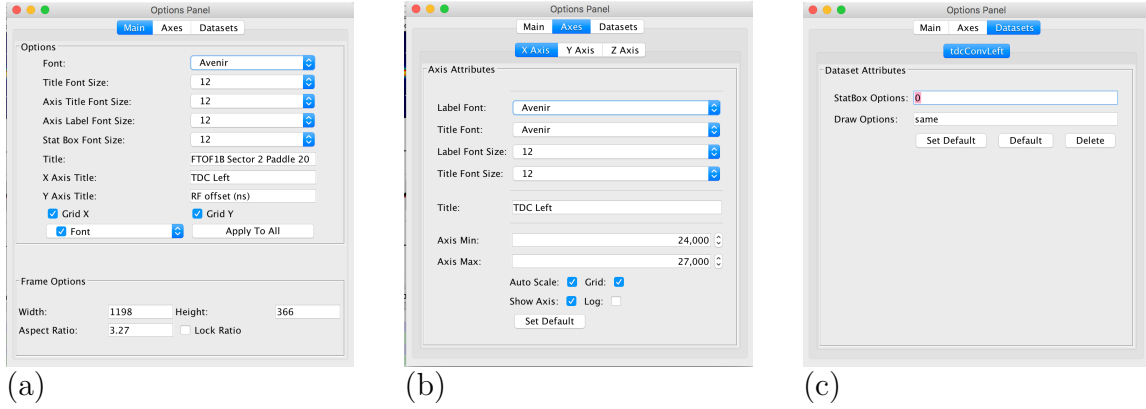 Options Panel
Main Axes Datasets
Options
Font: Avenir
Title Font Size: 12
Axis Title Font Size: 12
Axis Label Font Size: 12
Stat Box Font Size: 12
Title: FTOF1B Sector 2 Paddle 20
X Axis Title: TDC Left
Y Axis Title: RF offset (ns)
Grid X Grid Y
Font Apply To All
Frame Options
Width: 1198 Height: 366
Aspect Ratio: 3.27 Lock Ratio
(a)
Options Panel
Main Axes Datasets
X Axis Y Axis Z Axis
Axis Attributes
Label Font: Avenir
Title Font: Avenir
Label Font Size: 12
Title Font Size: 12
Title: TDC Left
Axis Min: 24,000
Axis Max: 27,000
Auto Scale: Grid:
Show Axis: Log:
Set Default
(b)
Options Panel
Main Axes Datasets
tdcConvLeft
Dataset Attributes
StatBox Options: 0
Draw Options: same
Set Default Default Delete
(c)